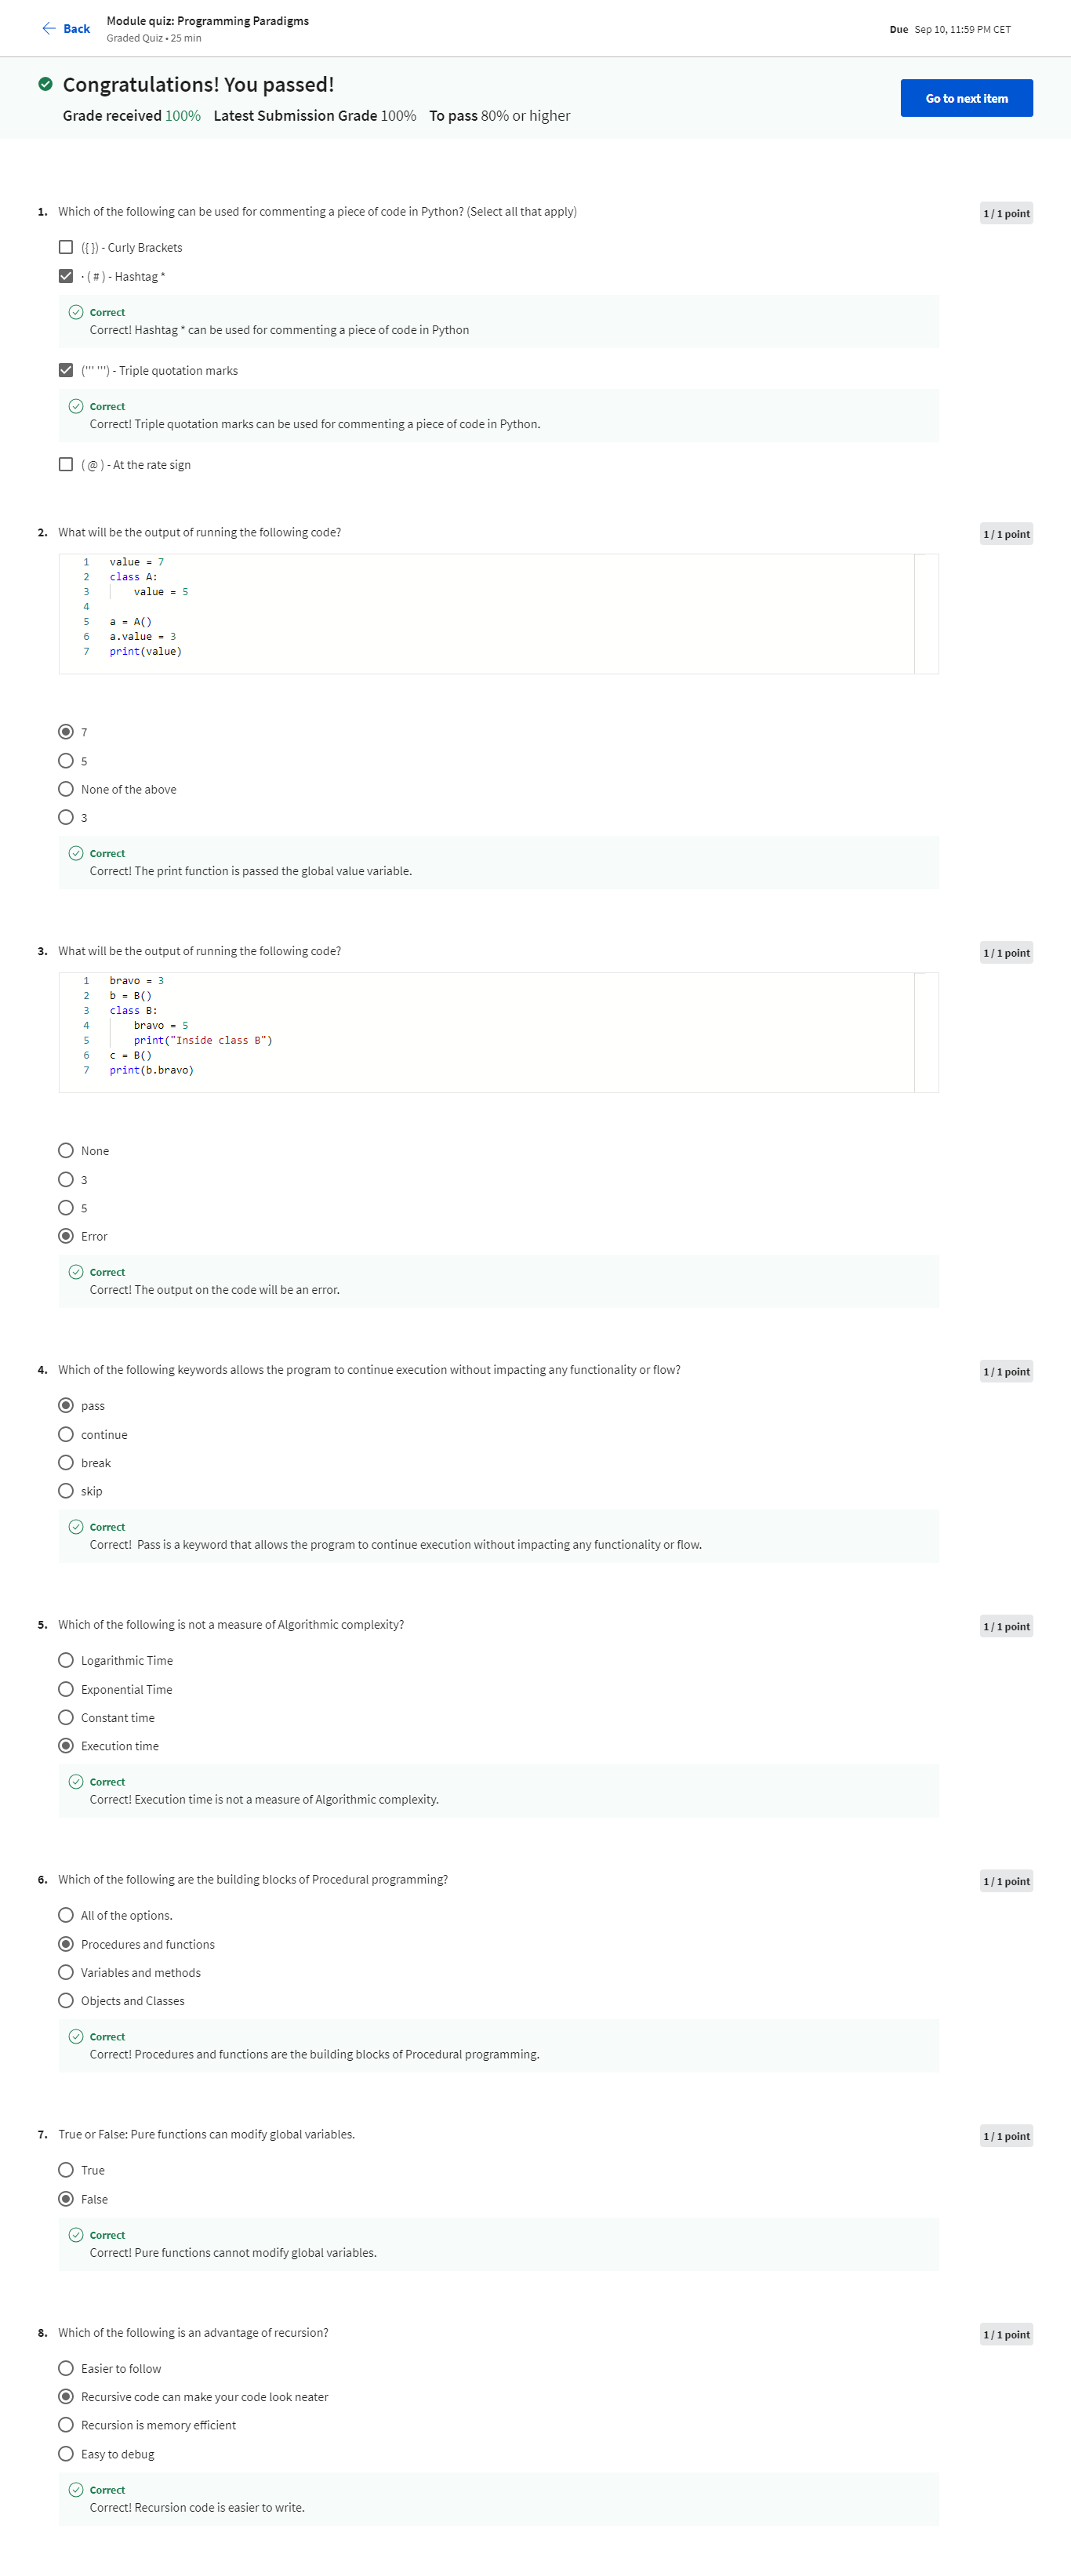 Back
Module quiz: Programming Paradigms
Graded Quiz • 25 min
Due Sep 10, 11:59 PM CET
Congratulations! You passed!
Grade received 100% Latest Submission Grade 100% To pass 80% or higher
Go to next item
1. Which of the following can be used for commenting a piece of code in Python? (Select all that apply)
1 / 1 point
({ }) - Curly Brackets
· ( # ) - Hashtag *
Correct
Correct! Hashtag * can be used for commenting a piece of code in Python
(''' ''') - Triple quotation marks
Correct
Correct! Triple quotation marks can be used for commenting a piece of code in Python.
( @ ) - At the rate sign
2. What will be the output of running the following code?
1 / 1 point
1 value = 7
2 class A:
3 value = 5
4
5 a = A()
6 a.value = 3
7 print(value)
7
5
None of the above
3
Correct
Correct! The print function is passed the global value variable.
3. What will be the output of running the following code?
1 / 1 point
1 bravo = 3
2 b = B()
3 class B:
4 bravo = 5
5 print("Inside class B")
6 c = B()
7 print(b.bravo)
None
3
5
Error
Correct
Correct! The output on the code will be an error.
4. Which of the following keywords allows the program to continue execution without impacting any functionality or flow?
1 / 1 point
pass
continue
break
skip
Correct
Correct! Pass is a keyword that allows the program to continue execution without impacting any functionality or flow.
5. Which of the following is not a measure of Algorithmic complexity?
1 / 1 point
Logarithmic Time
Exponential Time
Constant time
Execution time
Correct
Correct! Execution time is not a measure of Algorithmic complexity.
6. Which of the following are the building blocks of Procedural programming?
1 / 1 point
All of the options.
Procedures and functions
Variables and methods
Objects and Classes
Correct
Correct! Procedures and functions are the building blocks of Procedural programming.
7. True or False: Pure functions can modify global variables.
1 / 1 point
True
False
Correct
Correct! Pure functions cannot modify global variables.
8. Which of the following is an advantage of recursion?
1 / 1 point
Easier to follow
Recursive code can make your code look neater
Recursion is memory efficient
Easy to debug
Correct
Correct! Recursion code is easier to write.